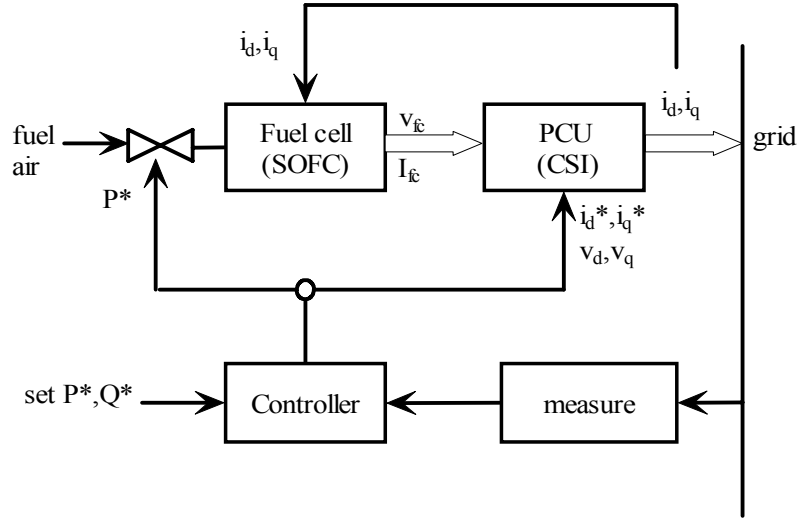 i_d,i_q
fuel
air
P*
Fuel cell
(SOFC)
v_fc
I_fc
PCU
(CSI)
i_d,i_q
grid
i_d*,i_q*
v_d,v_q
set P*,Q*
Controller
measure